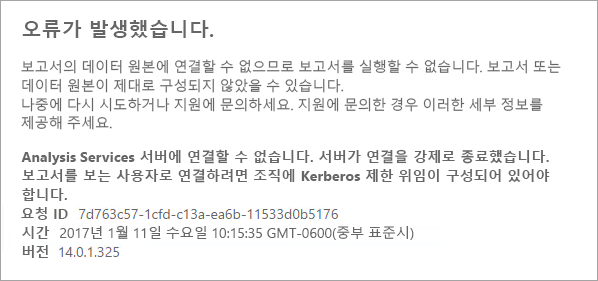 오류가 발생했습니다.
보고서의 데이터 원본에 연결할 수 없으므로 보고서를 실행할 수 없습니다. 보고서 또는
데이터 원본이 제대로 구성되지 않았을 수 있습니다.
나중에 다시 시도하거나 지원에 문의하세요. 지원에 문의한 경우 이러한 세부 정보를
제공해 주세요.
Analysis Services 서버에 연결할 수 없습니다. 서버가 연결을 강제로 종료했습니다.
보고서를 보는 사용자로 연결하려면 조직에 Kerberos 제한 위임이 구성되어 있어야
합니다.
요청 ID 7d763c57-1cfd-c13a-ea6b-11533d0b5176
시간 2017년 1월 11일 수요일 10:15:35 GMT-0600(중부 표준시)
버전 14.0.1.325